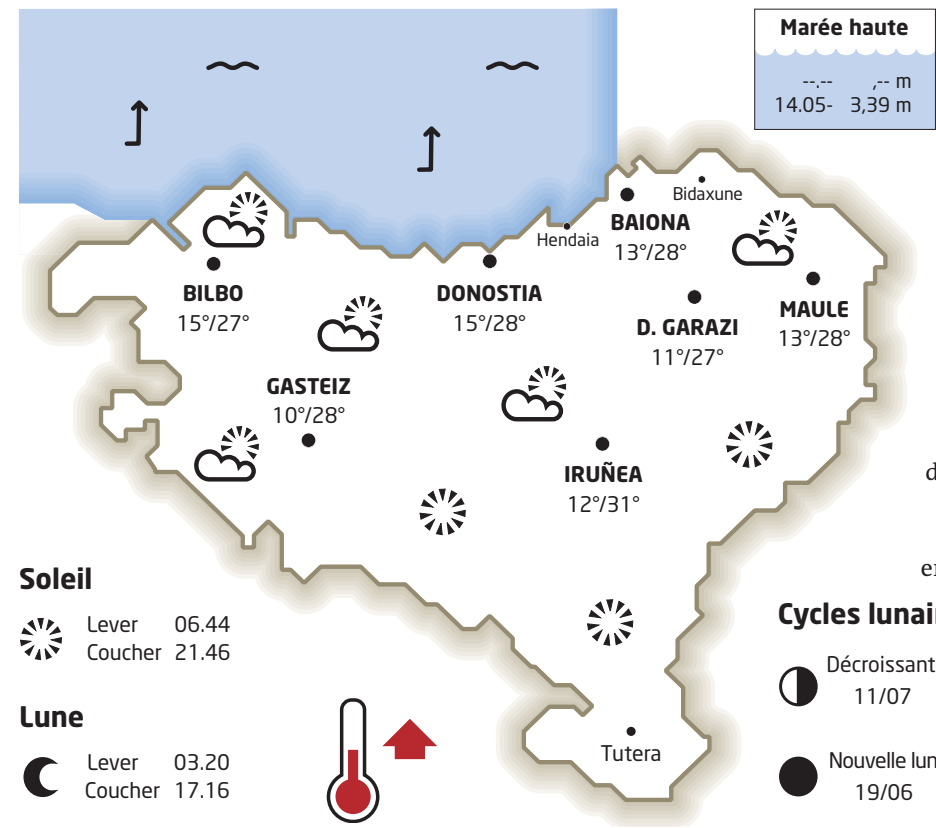 Marée haute
--.-- ,-- m
14.05- 3,39 m
Bidaxune
BAIONA
13°/28°
Hendaia
BILBO
15°/27°
DONOSTIA
15°/28°
D. GARAZI
11°/27°
MAULE
13°/28°
GASTEIZ
10°/28°
IRUÑEA
12°/31°
Tutera
Soleil
Lever 06.44
Coucher 21.46
Lune
Lever 03.20
Coucher 17.16
d
er
Cycles lunair
Décroissant
11/07
Nouvelle lun
19/06